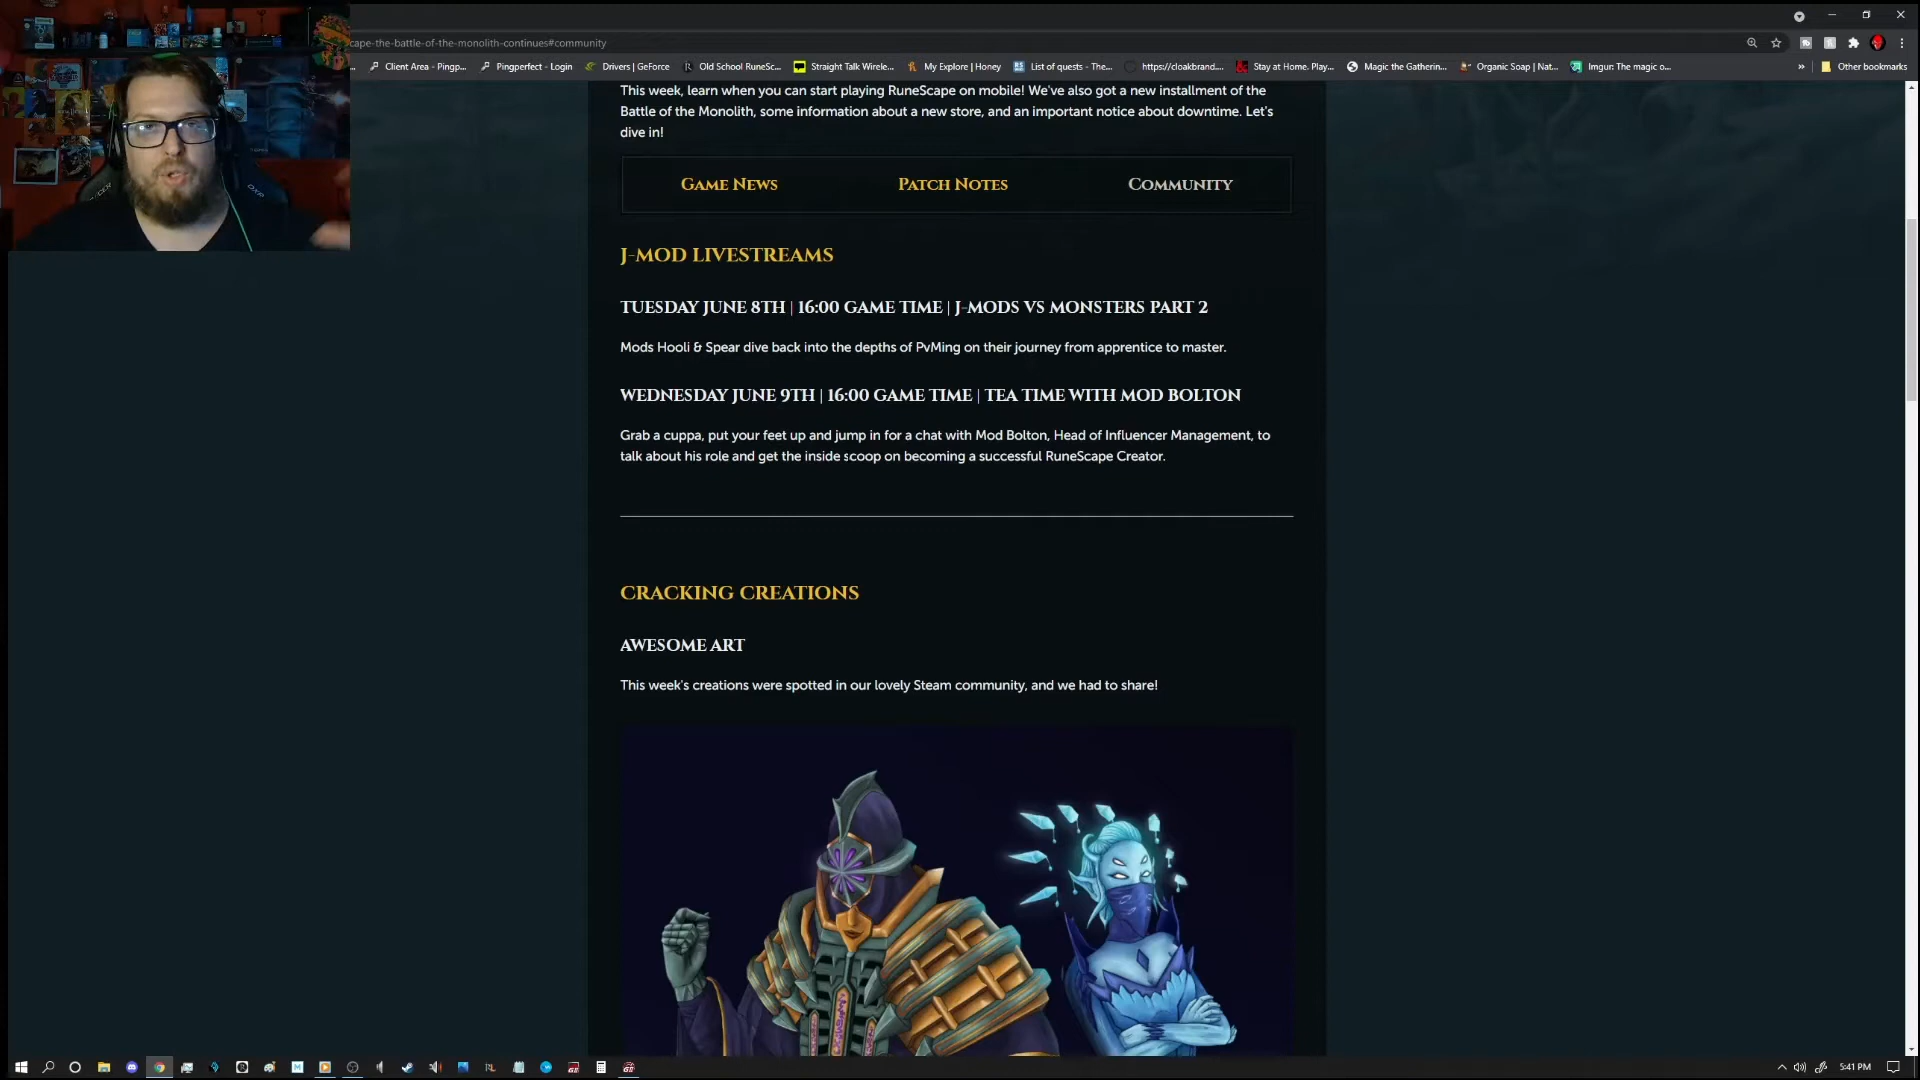 cape-the-battle-of-the-monolith-continues#community
Client Area - Pingp...
Pingperfect - Login
Drivers | GeForce
Old School RuneSc...
Straight Talk Wirele...
My Explore | Honey
List of quests - The...
https://cloakbrand....
Stay at Home. Play...
Magic the Gatherin...
Organic Soap | Nat...
Imgur: The magic o...
Other bookmarks
This week, learn when you can start playing RuneScape on mobile! We've also got a new installment of the
Battle of the Monolith, some information about a new store, and an important notice about downtime. Let's
dive in!
GAME NEWS
PATCH NOTES
COMMUNITY
J-MOD LIVESTREAMS
TUESDAY JUNE 8TH | 16:00 GAME TIME | J-MODS VS MONSTERS PART 2
Mods Hooli & Spear dive back into the depths of PvMing on their journey from apprentice to master.
WEDNESDAY JUNE 9TH | 16:00 GAME TIME | TEA TIME WITH MOD BOLTON
Grab a cuppa, put your feet up and jump in for a chat with Mod Bolton, Head of Influencer Management, to
talk about his role and get the inside scoop on becoming a successful RuneScape Creator.
CRACKING CREATIONS
AWESOME ART
This week's creations were spotted in our lovely Steam community, and we had to share!
5:41 PM